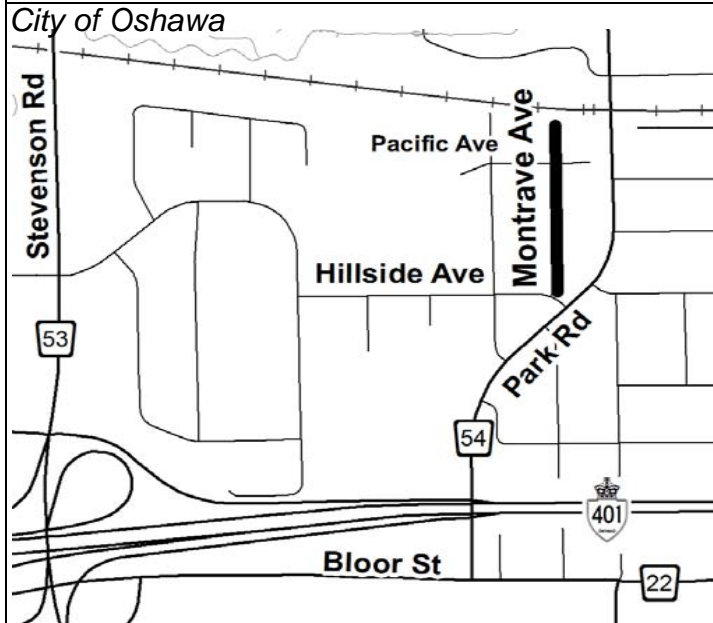 City of Oshawa
Stevenson Rd
Pacific Ave
Montrave Ave
Hillside Ave
53
Park Rd
54
401
Bloor St
22